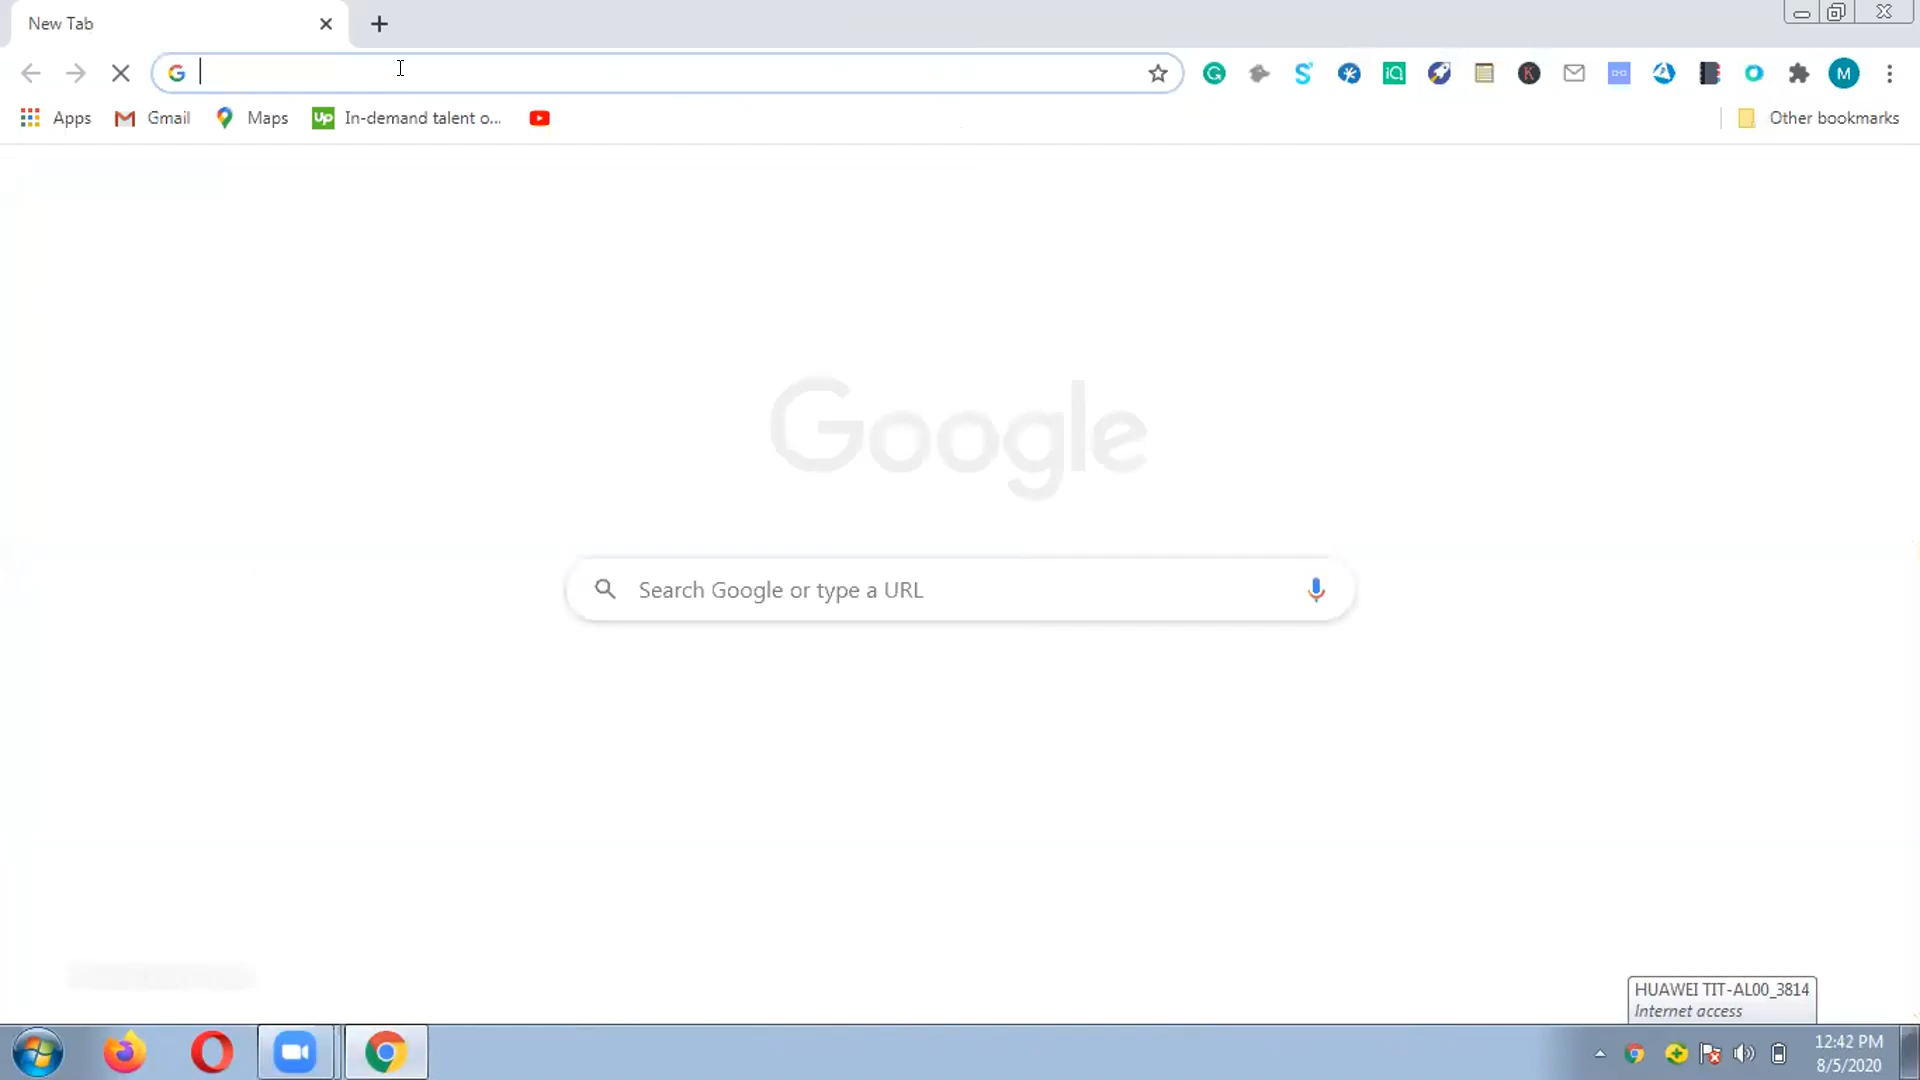 New Tab
Apps
Gmail
Maps
Up
In-demand talent o...
Other bookmarks
Google
Search Google or type a URL
HUAWEI TIT-AL00_3814
Internet access
12:42 PM
8/5/2020